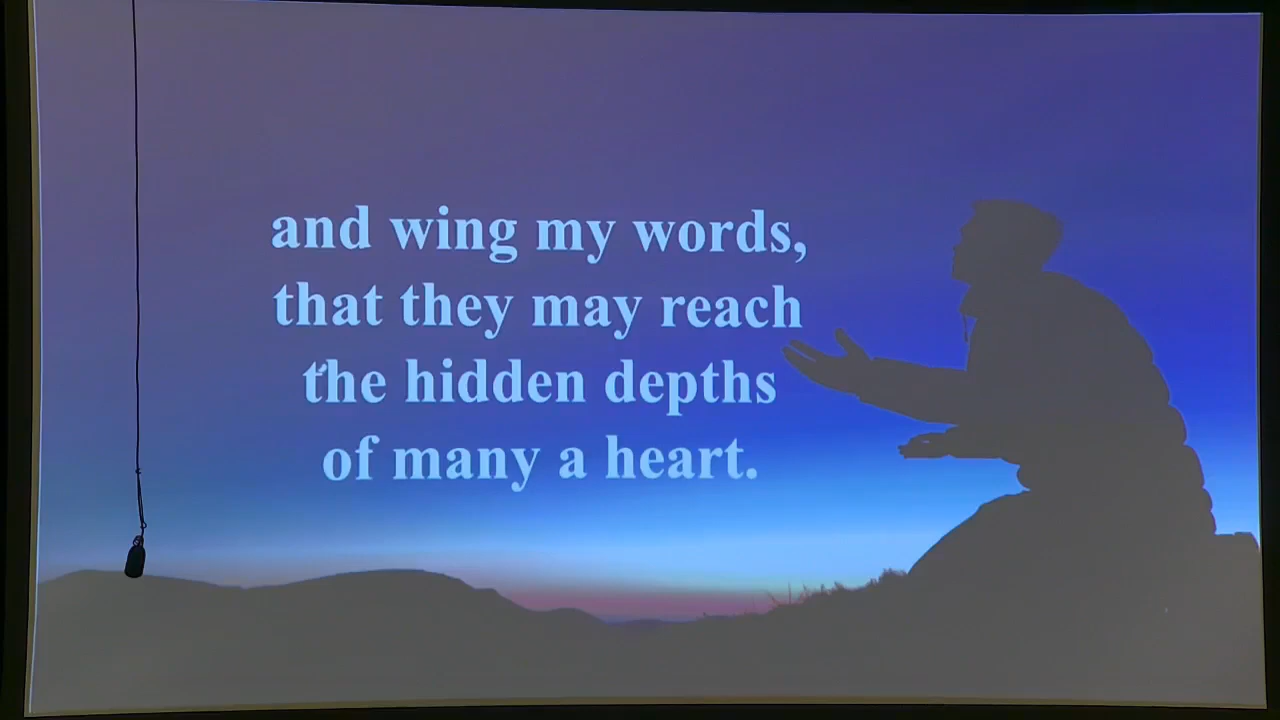 and wing my words,
that they may reach
the hidden depths
of many a heart.